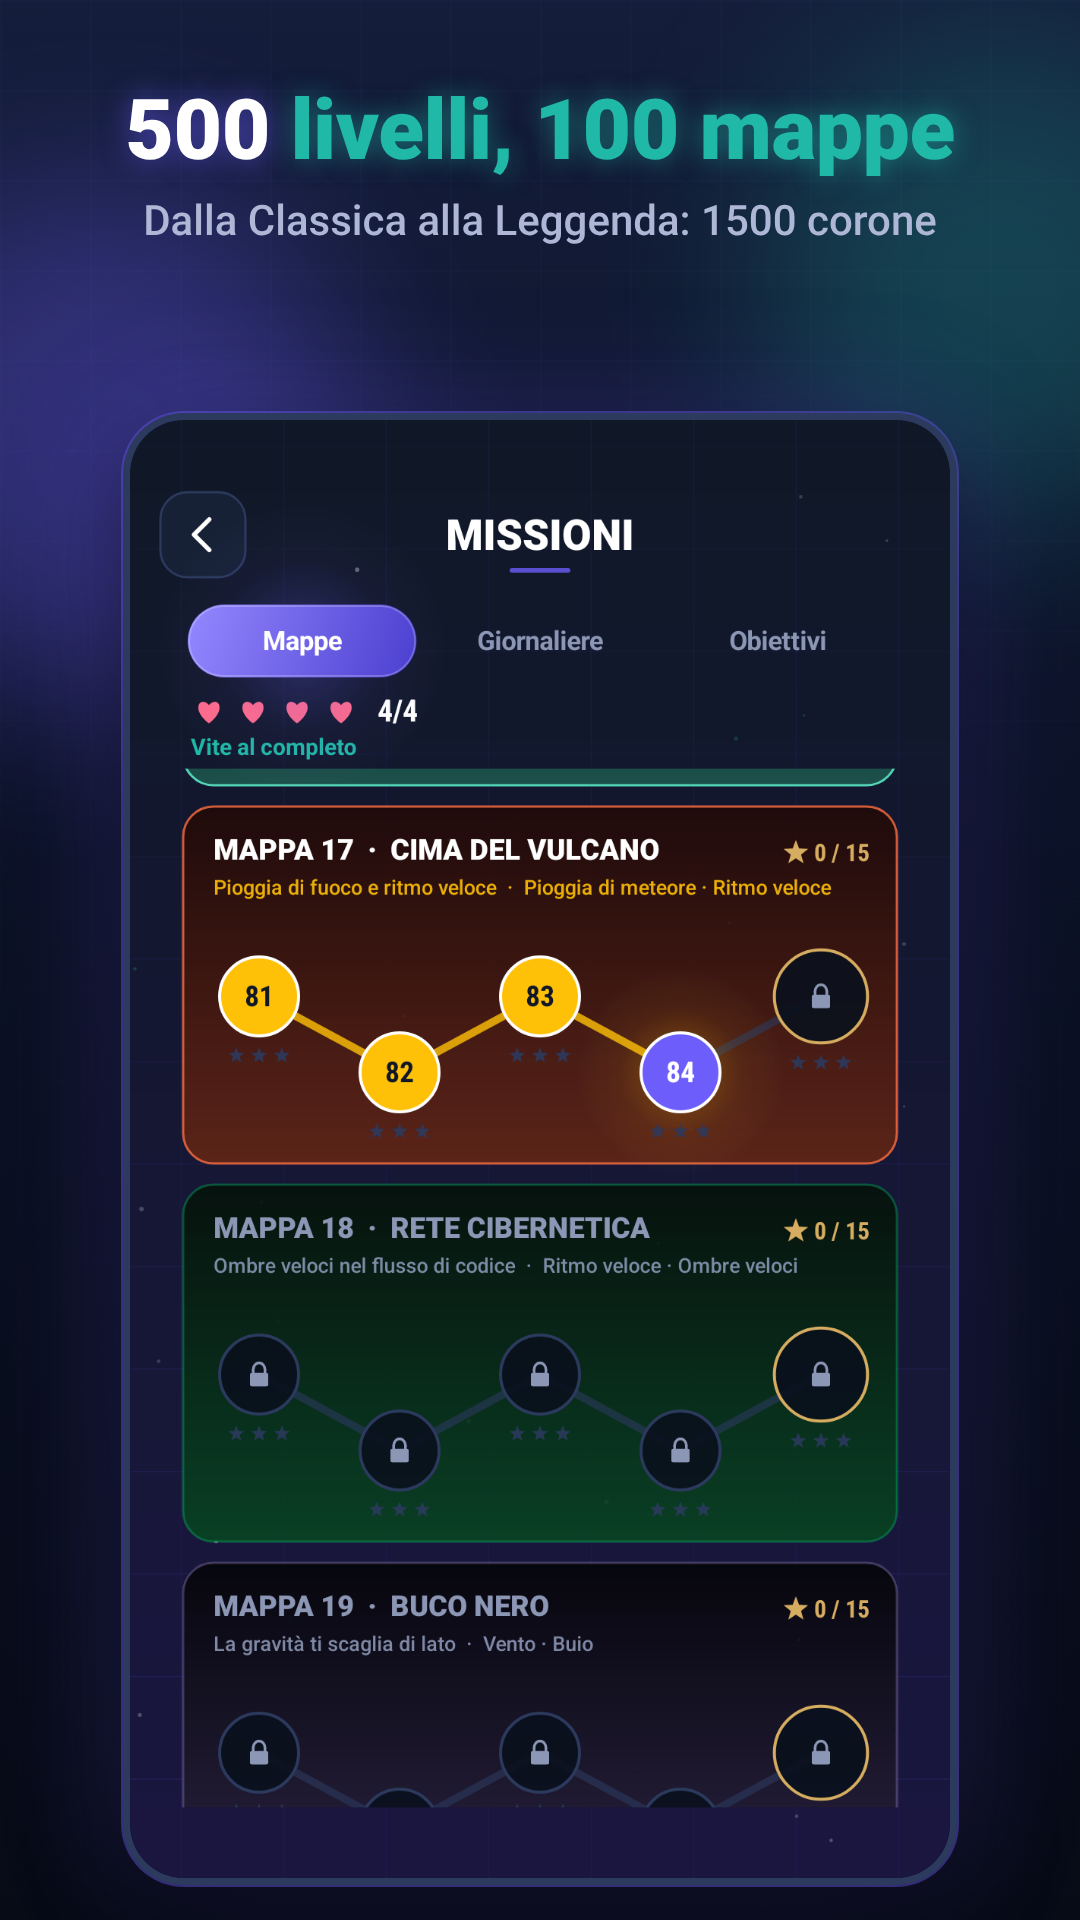 500 livelli, 100 mappe
Dalla Classica alla Leggenda: 1500 corone
MISSIONI
Mappe
Giornaliere
Obiettivi
4/4
Vite al completo
MAPPA 17 · CIMA DEL VULCANO
0 / 15
Pioggia di fuoco e ritmo veloce · Pioggia di meteore · Ritmo veloce
81
83
82
84
MAPPA 18 · RETE CIBERNETICA
0 / 15
Ombre veloci nel flusso di codice · Ritmo veloce · Ombre veloci
MAPPA 19 · BUCO NERO
0 / 15
La gravità ti scaglia di lato · Vento · Buio